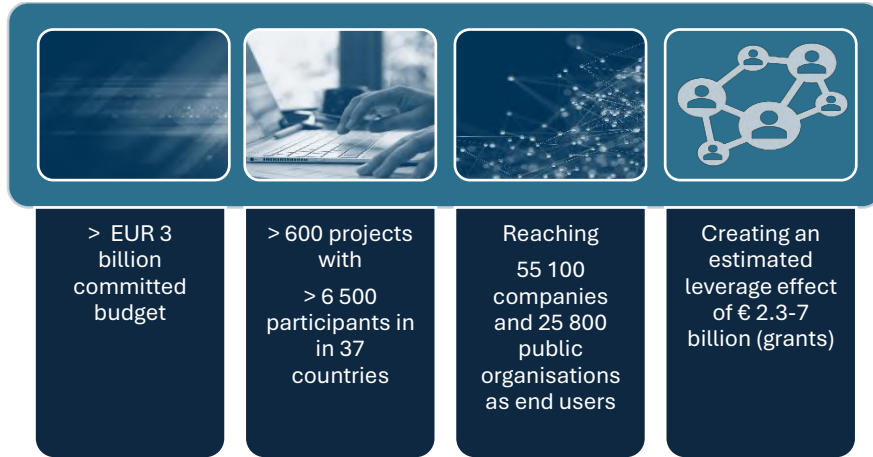 > EUR 3
billion
committed
budget
> 600 projects
with
> 6 500
participants in
in 37
countries
Reaching
55 100
companies
and 25 800
public
organisations
as end users
Creating an
estimated
leverage effect
of € 2.3-7
billion (grants)